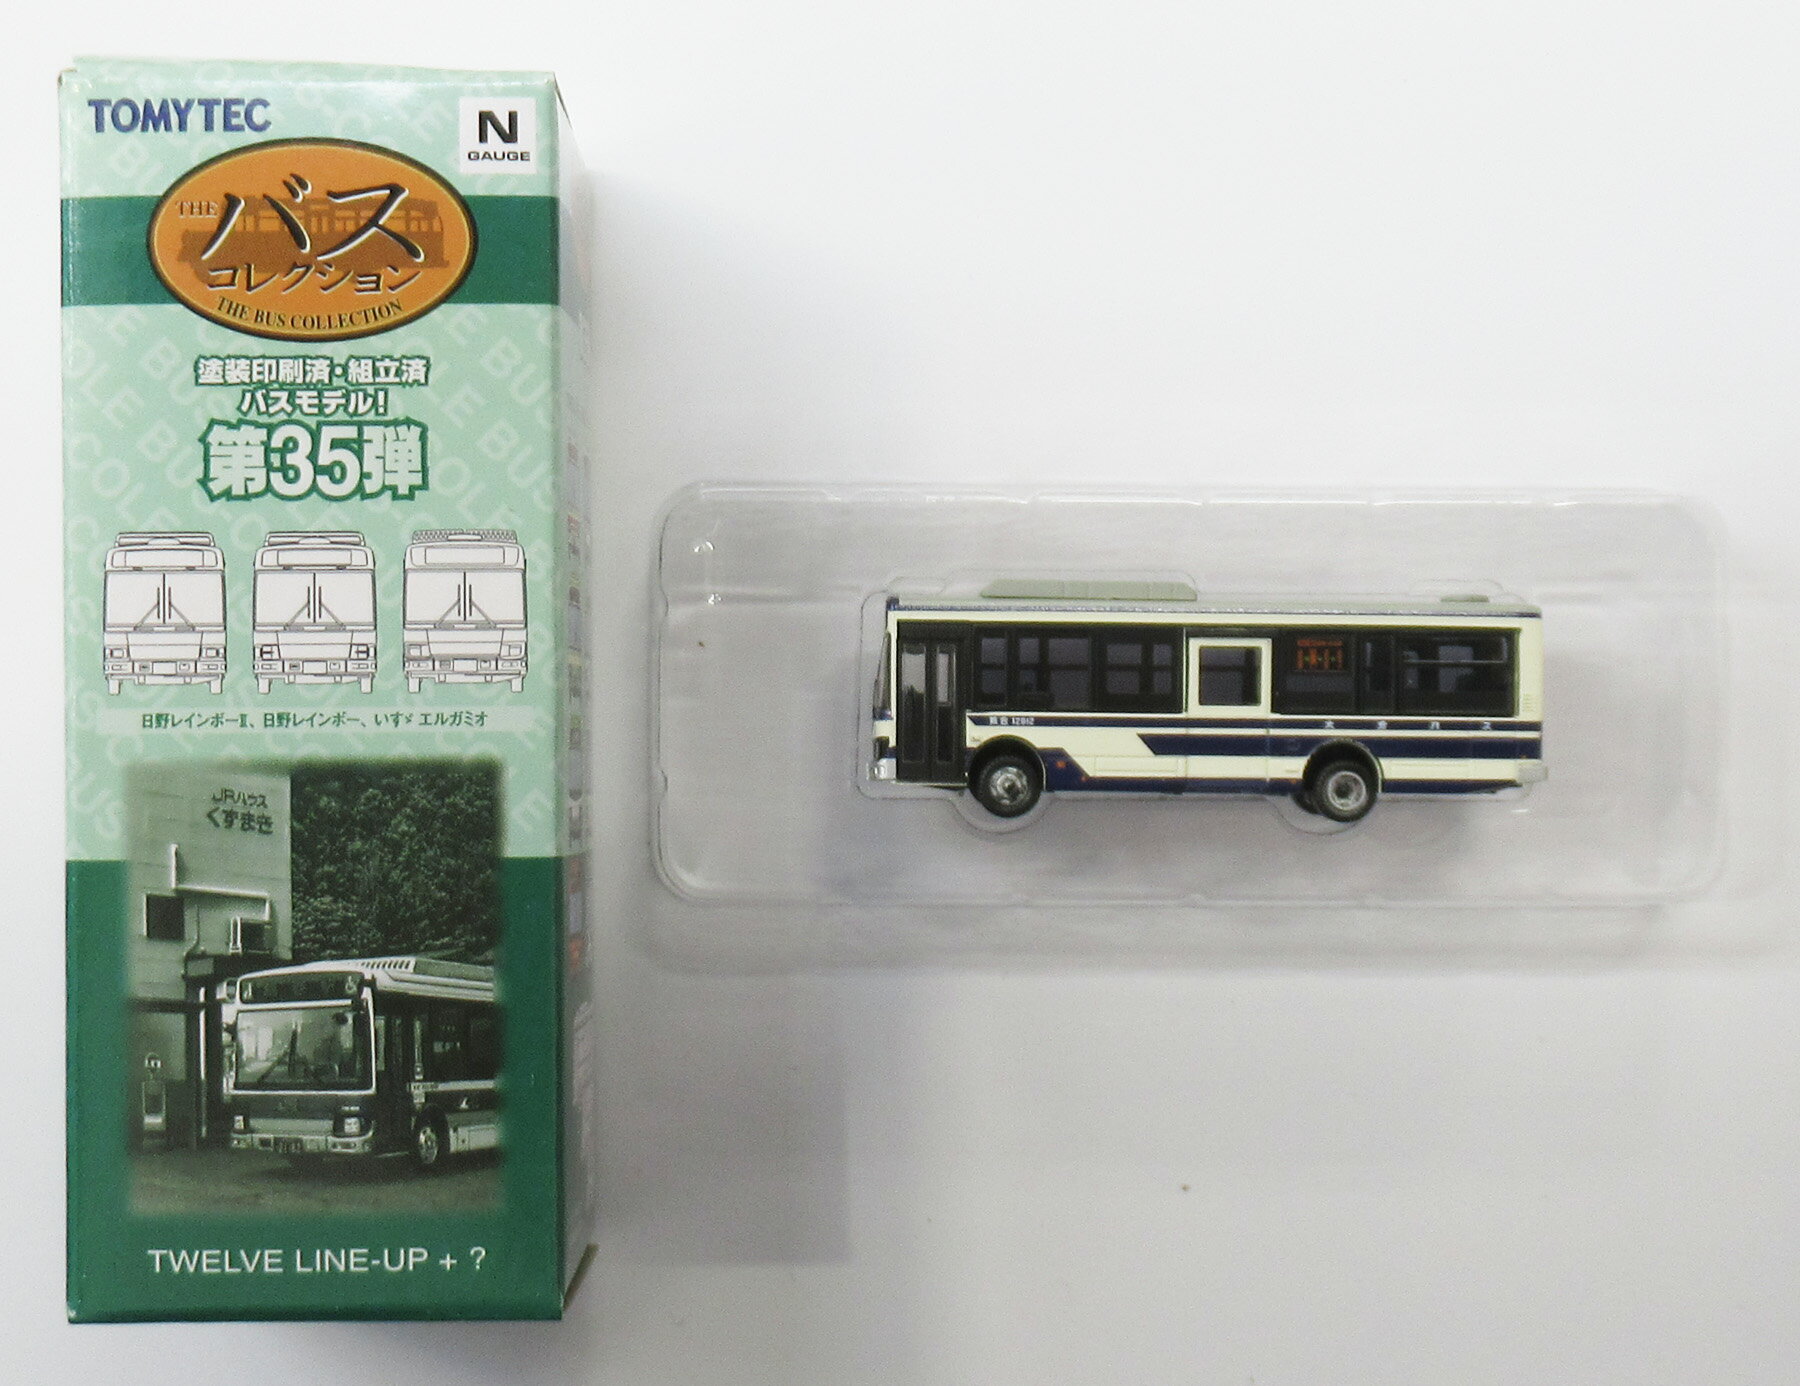 TOMYTEC
N
GAUGE
THE
バス
コレクション
THE BUS COLLECTION
塗装印刷済・組立済
バスモデル!
第35弾
日野レインボーⅡ、日野レインボー、いすゞ エルガミオ
JRハウス
くずまき
TWELVE LINE-UP + ?